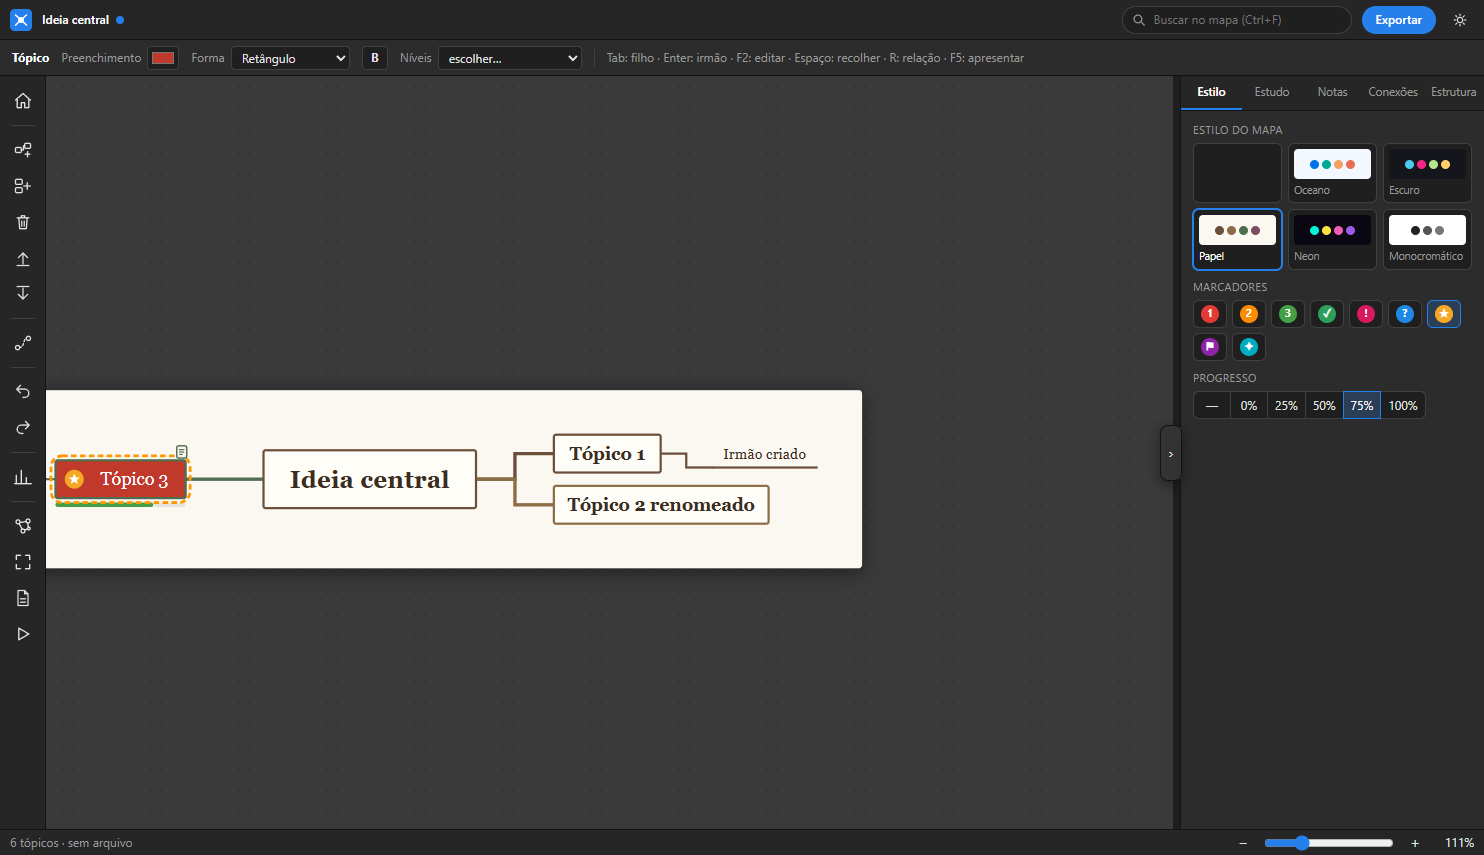 Ideia central
Buscar no mapa (Ctrl+F)
Exportar
Tópico Preenchimento Forma Retângulo B Níveis escolher... Tab: filho · Enter: irmão · F2: editar · Espaço: recolher · R: relação · F5: apresentar
Estilo Estudo Notas Conexões Estrutura
ESTILO DO MAPA
Oceano Escuro
Papel Neon Monocromático
MARCADORES
1 2 3 ! ?
PROGRESSO
— 0% 25% 50% 75% 100%
Tópico 3
Ideia central
Tópico 1
Irmão criado
Tópico 2 renomeado
6 tópicos · sem arquivo
− + 111%